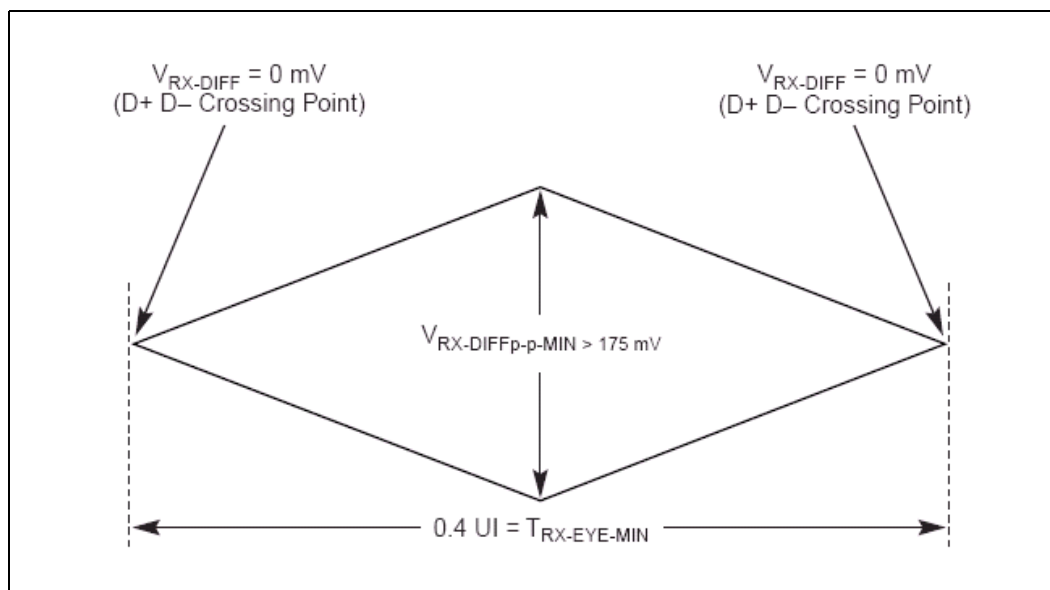 V_RX-DIFF = 0 mV
(D+ D– Crossing Point)
V_RX-DIFF = 0 mV
(D+ D– Crossing Point)
V_RX-DIFFp-p-MIN > 175 mV
0.4 UI = T_RX-EYE-MIN